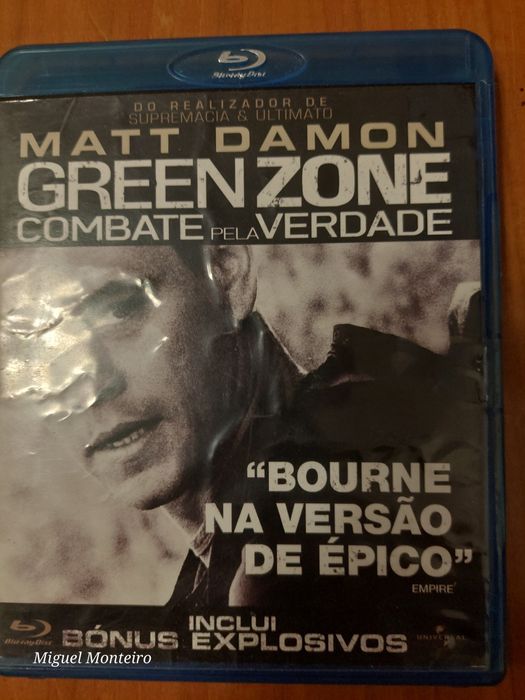 Blu-ray Disc
DO REALIZADOR DE
SUPREMACIA & ULTIMATO
MATT DAMON
GREEN ZONE
COMBATE PELA VERDADE
“BOURNE
NA VERSÃO
DE ÉPICO”
EMPIRE
INCLUI
BÓNUS EXPLOSIVOS
Blu-ray Disc
UNIVERSAL
Miguel Monteiro